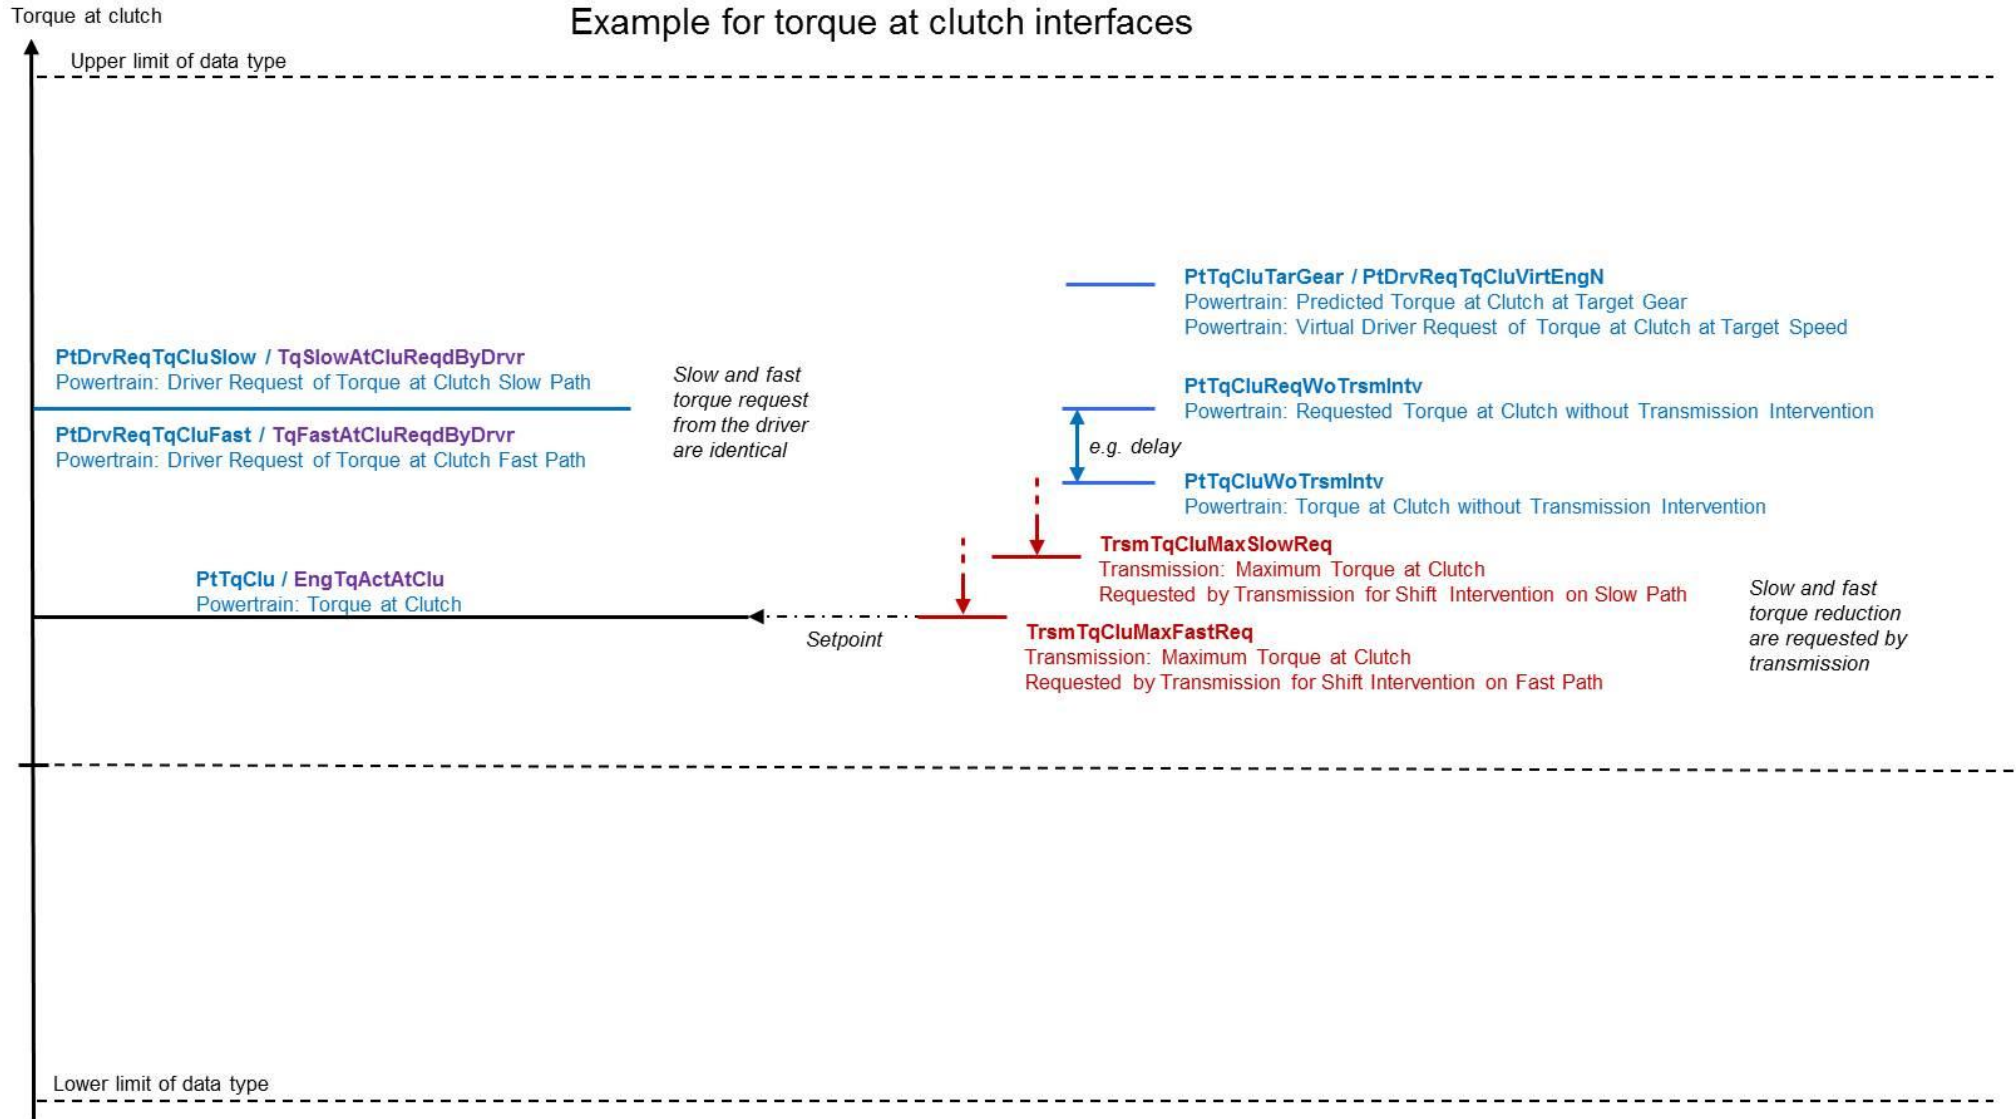 Torque at clutch
Example for torque at clutch interfaces
Upper limit of data type
PtTqCluTarGear / PtDrvReqTqCluVirtEngN
Powertrain: Predicted Torque at Clutch at Target Gear
Powertrain: Virtual Driver Request of Torque at Clutch at Target Speed
PtDrvReqTqCluSlow / TqSlowAtCluReqdByDrvr
Powertrain: Driver Request of Torque at Clutch Slow Path
PtDrvReqTqCluFast / TqFastAtCluReqdByDrvr
Powertrain: Driver Request of Torque at Clutch Fast Path
Slow and fast
torque request
from the driver
are identical
PtTqCluReqWoTrsmIntv
Powertrain: Requested Torque at Clutch without Transmission Intervention
e.g. delay
PtTqCluWoTrsmIntv
Powertrain: Torque at Clutch without Transmission Intervention
TrsmTqCluMaxSlowReq
Transmission: Maximum Torque at Clutch
Requested by Transmission for Shift Intervention on Slow Path
PtTqClu / EngTqActAtClu
Powertrain: Torque at Clutch
Setpoint
TrsmTqCluMaxFastReq
Transmission: Maximum Torque at Clutch
Requested by Transmission for Shift Intervention on Fast Path
Slow and fast
torque reduction
are requested by
transmission
Lower limit of data type